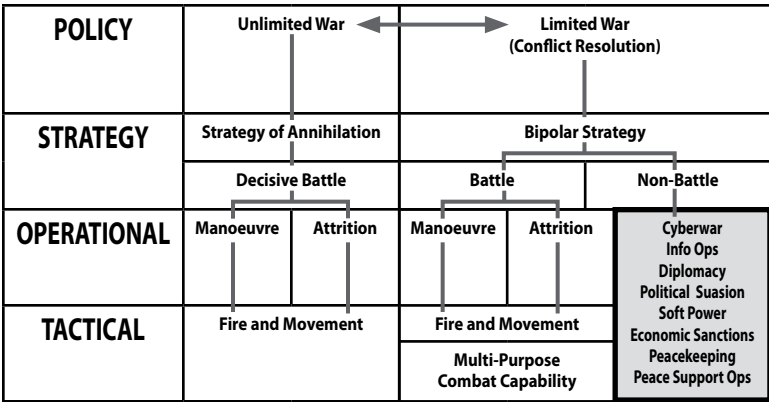 POLICY
Unlimited War
Limited War
(Conflict Resolution)
STRATEGY
Strategy of Annihilation
Bipolar Strategy
Decisive Battle
Battle
Non-Battle
OPERATIONAL
Manoeuvre
Attrition
Manoeuvre
Attrition
Cyberwar
Info Ops
Diplomacy
Political Suasion
Soft Power
Economic Sanctions
Peacekeeping
Peace Support Ops
TACTICAL
Fire and Movement
Fire and Movement
Multi-Purpose
Combat Capability